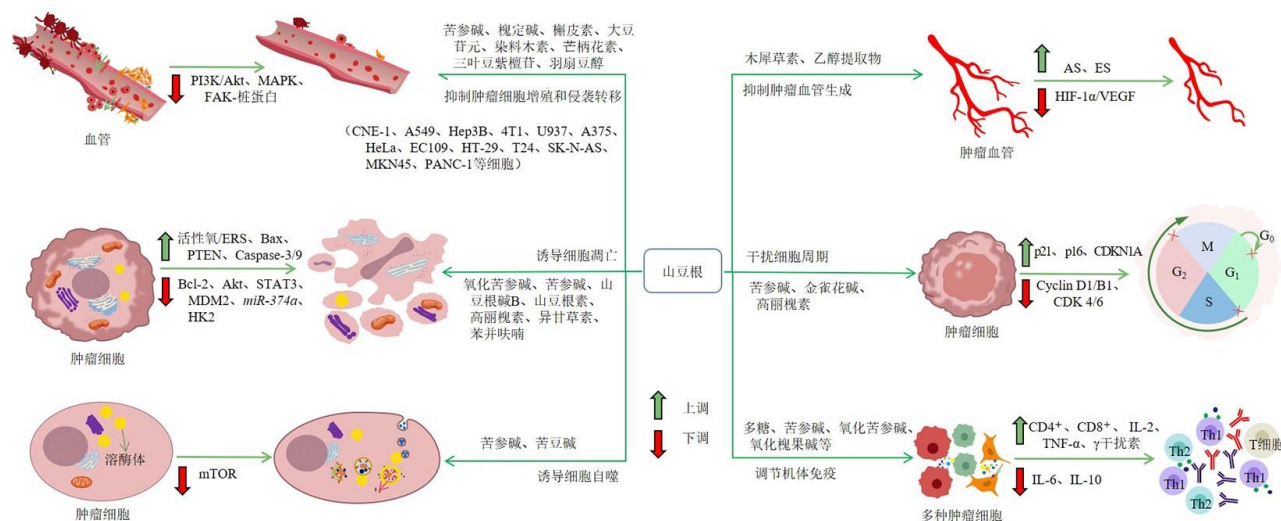 苦参碱、槐定碱、槲皮素、大豆
苷元、染料木素、芒柄花素、
三叶豆紫檀苷、羽扇豆醇
抑制肿瘤细胞增殖和侵袭转移
(CNE-1、A549、Hep3B、4T1、U937、A375、
HeLa、EC109、HT-29、T24、SK-N-AS、
MKN45、PANC-1等细胞)
PI3K/Akt、MAPK、
FAK-桩蛋白
血管
活性氧/ERS、Bax、
PTEN、Caspase-3/9
Bcl-2、Akt、STAT3、
MDM2、miR-374a、
HK2
肿瘤细胞
诱导细胞凋亡
氧化苦参碱、苦参碱、山
豆根碱B、山豆根素、
高丽槐素、异甘草素、
苯并呋喃
溶酶体
mTOR
肿瘤细胞
苦参碱、苦豆碱
诱导细胞自噬
上调
下调
山豆根
木犀草素、乙醇提取物
抑制肿瘤血管生成
AS、ES
HIF-1α/VEGF
肿瘤血管
干扰细胞周期
苦参碱、金雀花碱、
高丽槐素
p21、p16、CDKN1A
Cyclin D1/B1、
CDK 4/6
肿瘤细胞
M
G₀
G₂
G₁
S
多糖、苦参碱、氧化苦参碱、
氧化槐果碱等
调节机体免疫
CD4+、CD8+、IL-2、
TNF-α、γ干扰素
IL-6、IL-10
多种肿瘤细胞
Th1
Th2
T细胞
Th1
Th1
Th2